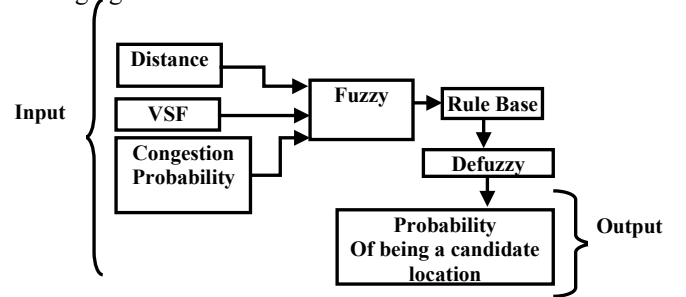 Distance
Fuzzy
Rule Base
Input
VSF
Congestion
Probability
Defuzzy
Probability
Of being a candidate
location
Output